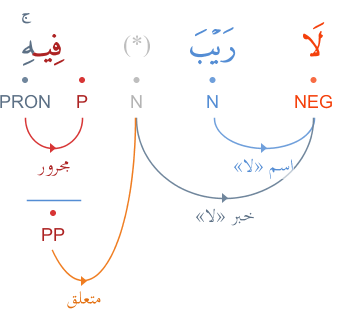 لَا رَيْبَ (*) فِيهِ ۛ
NEG N N P PRON
اسم «لا» مجرور
خبر «لا»
PP
متعلق